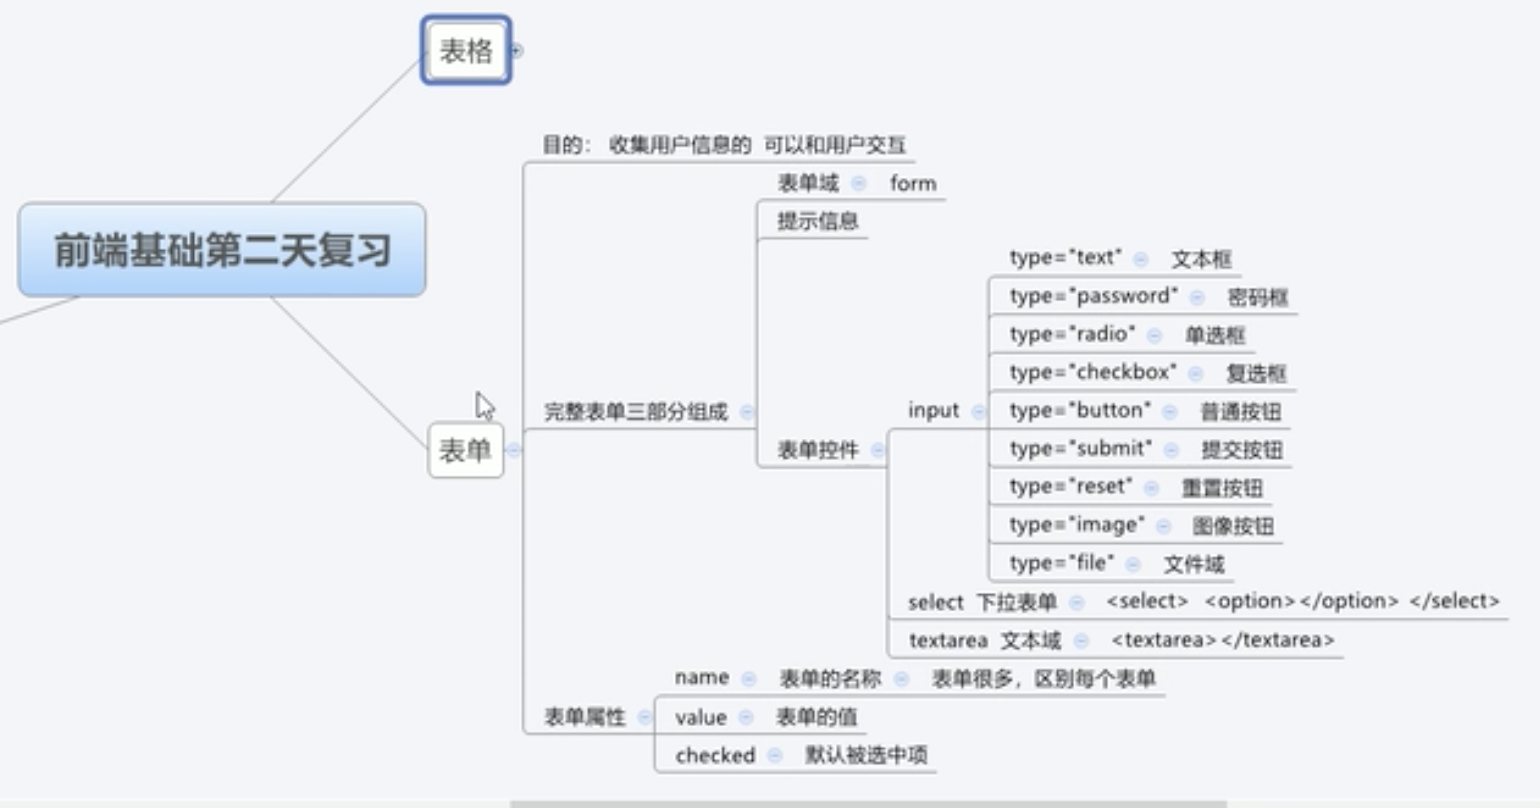 表格
目的： 收集用户信息的 可以和用户交互
表单域 form
提示信息
前端基础第二天复习
type="text" 文本框
type="password" 密码框
type="radio" 单选框
type="checkbox" 复选框
完整表单三部分组成
input
type="button" 普通按钮
表单
表单控件
type="submit" 提交按钮
type="reset" 重置按钮
type="image" 图像按钮
type="file" 文件域
select 下拉表单 <select> <option></option> </select>
textarea 文本域 <textarea></textarea>
name 表单的名称 表单很多，区别每个表单
表单属性
value 表单的值
checked 默认被选中项